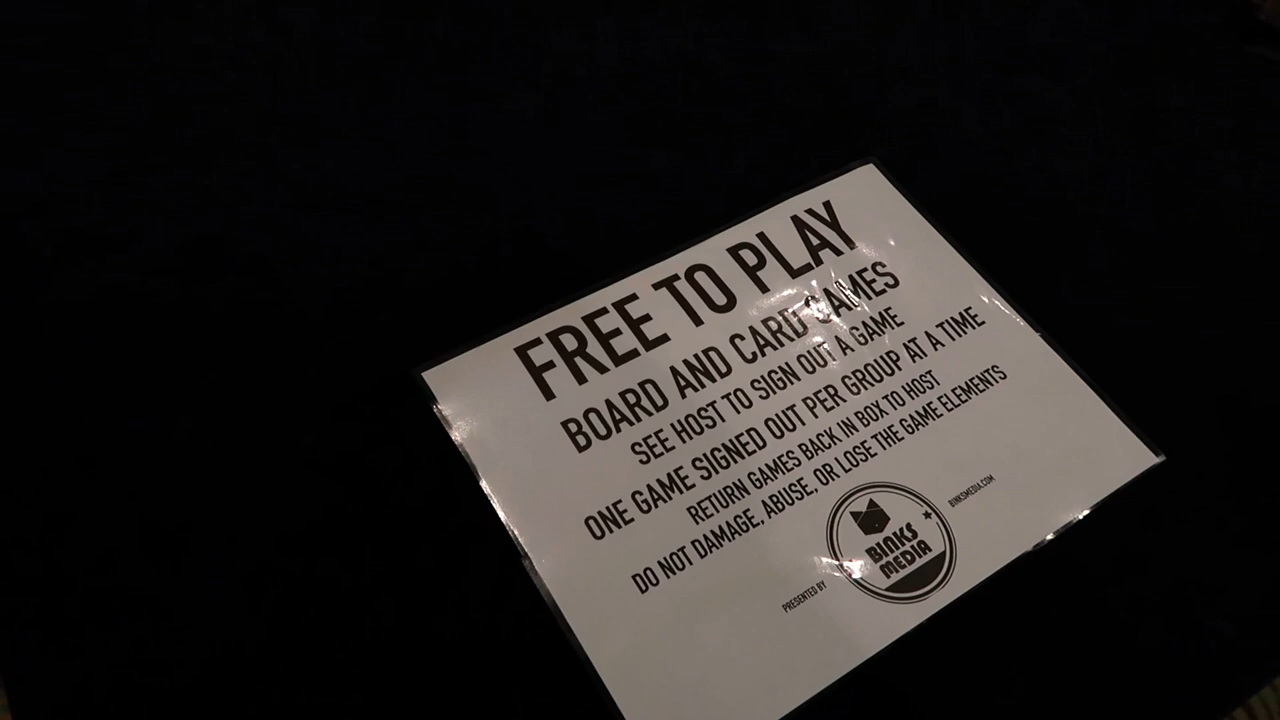 FREE TO PLAY
BOARD AND CARD GAMES
SEE HOST TO SIGN OUT A GAME
ONE GAME SIGNED OUT PER GROUP AT A TIME
RETURN GAMES BACK IN BOX TO HOST
DO NOT DAMAGE, ABUSE, OR LOSE THE GAME ELEMENTS
PRESENTED BY
BINKS
MEDIA
BINKSMEDIA.COM